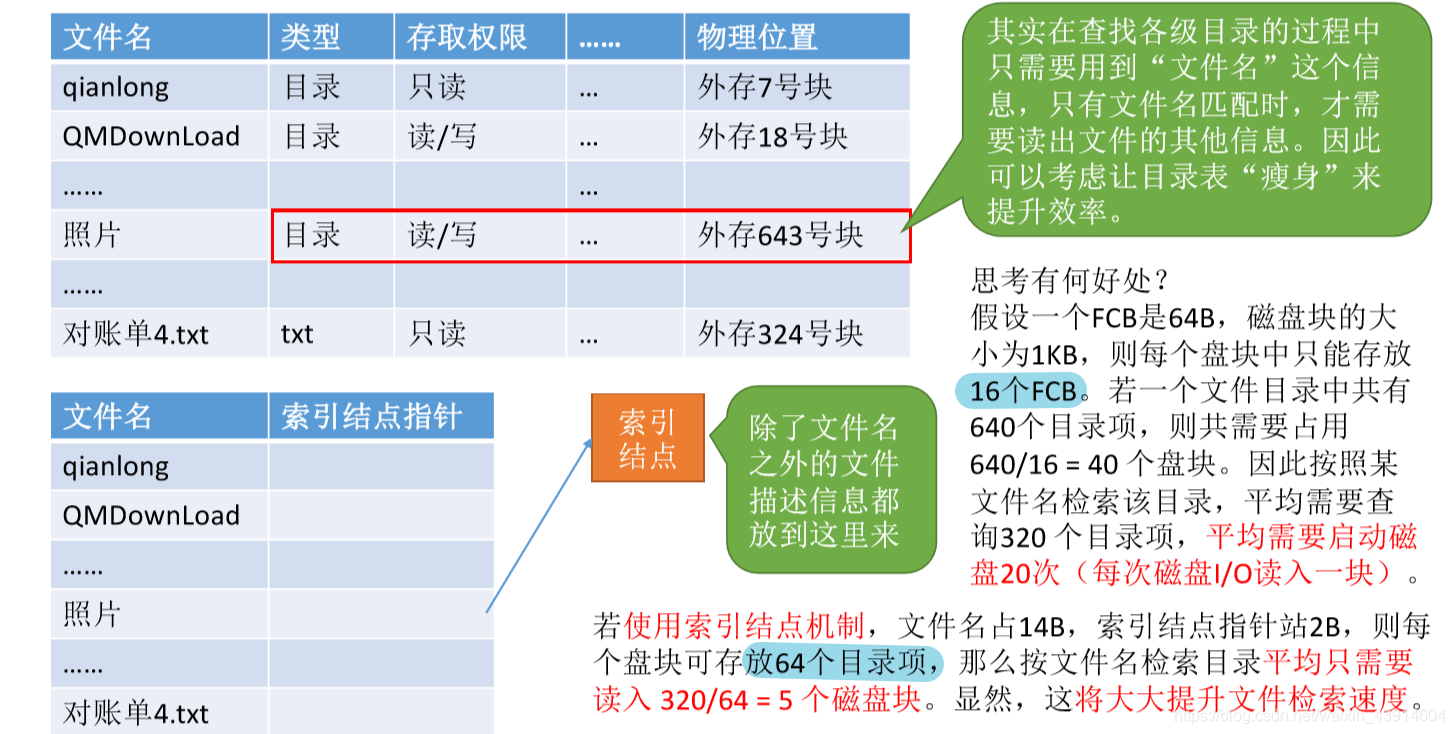 文件名 类型 存取权限 …… 物理位置
qianlong 目录 只读 ... 外存7号块
QMDownLoad 目录 读/写 ... 外存18号块
…… ...
照片 目录 读/写 ... 外存643号块
……
对账单4.txt txt 只读 ... 外存324号块
其实在查找各级目录的过程中
只需要用到“文件名”这个信
息，只有文件名匹配时，才需
要读出文件的其他信息。因此
可以考虑让目录表“瘦身”来
提升效率。
思考有何好处？
假设一个FCB是64B，磁盘块的大
小为1KB，则每个盘块中只能存放
16个FCB。若一个文件目录中共有
640个目录项，则共需要占用
640/16 = 40 个盘块。因此按照某
文件名检索该目录，平均需要查
询320 个目录项，平均需要启动磁
盘20次（每次磁盘I/O读入一块）。
文件名 索引结点指针
qianlong
QMDownLoad
……
照片
……
对账单4.txt
索引
结点
除了文件名
之外的文件
描述信息都
放到这里来
若使用索引结点机制，文件名占14B，索引结点指针站2B，则每
个盘块可存放64个目录项，那么按文件名检索目录平均只需要
读入 320/64 = 5 个磁盘块。显然，这将大大提升文件检索速度。
https://blog.csdn.net/weixin_43914604